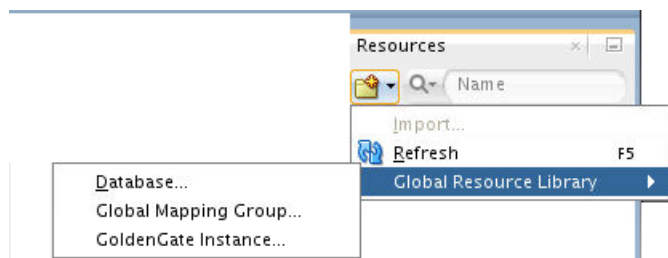 Resources
Name
Import...
Refresh F5
Global Resource Library
Database...
Global Mapping Group...
GoldenGate Instance...